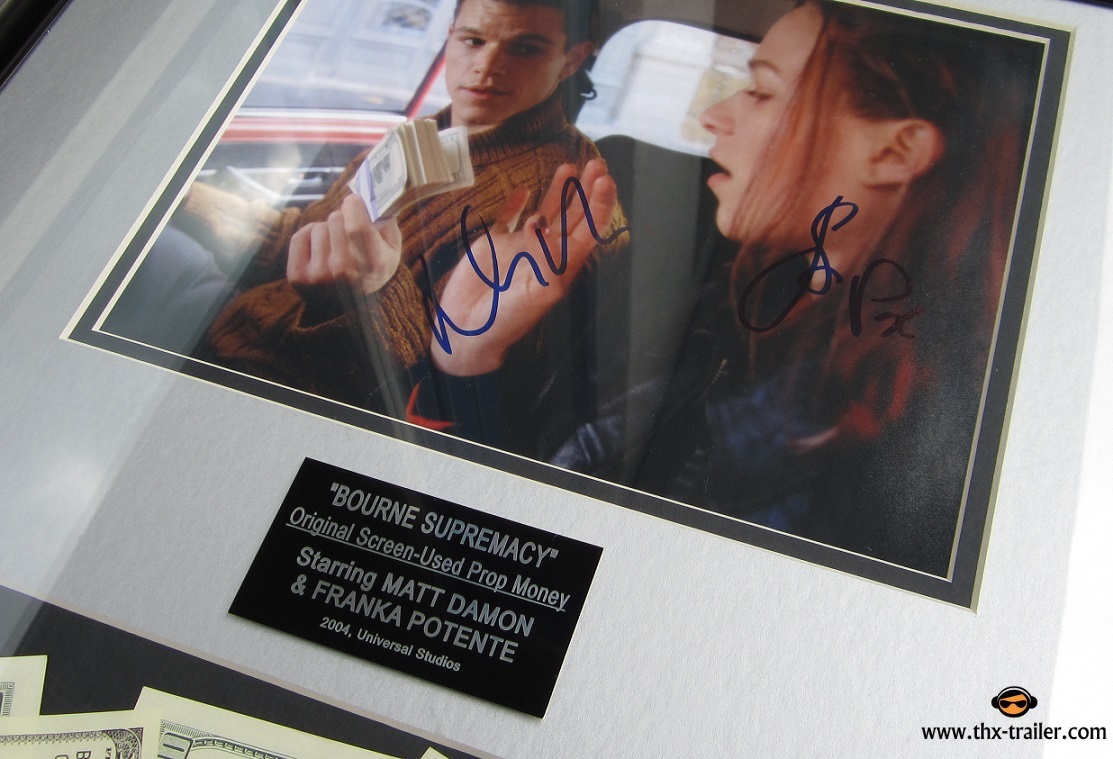 "BOURNE SUPREMACY"
Original Screen-Used Prop Money
Starring MATT DAMON
& FRANKA POTENTE
2004, Universal Studios
www.thx-trailer.com